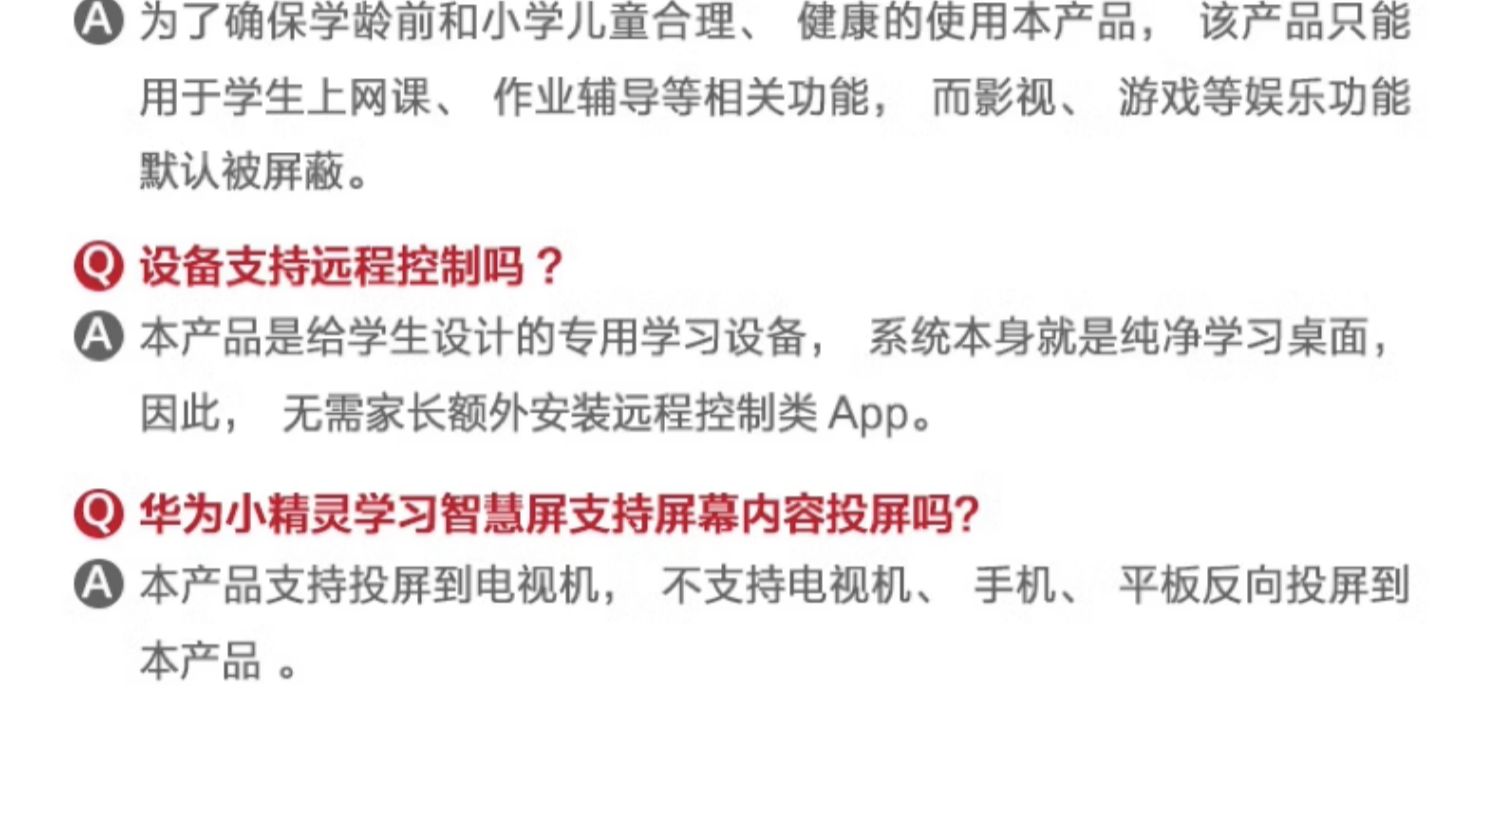 A 为了确保学龄前和小学儿童合理、 健康的使用本产品， 该产品只能
用于学生上网课、 作业辅导等相关功能， 而影视、 游戏等娱乐功能
默认被屏蔽。
Q 设备支持远程控制吗？
A 本产品是给学生设计的专用学习设备， 系统本身就是纯净学习桌面，
因此， 无需家长额外安装远程控制类 App。
Q 华为小精灵学习智慧屏支持屏幕内容投屏吗?
A 本产品支持投屏到电视机， 不支持电视机、 手机、 平板反向投屏到
本产品 。